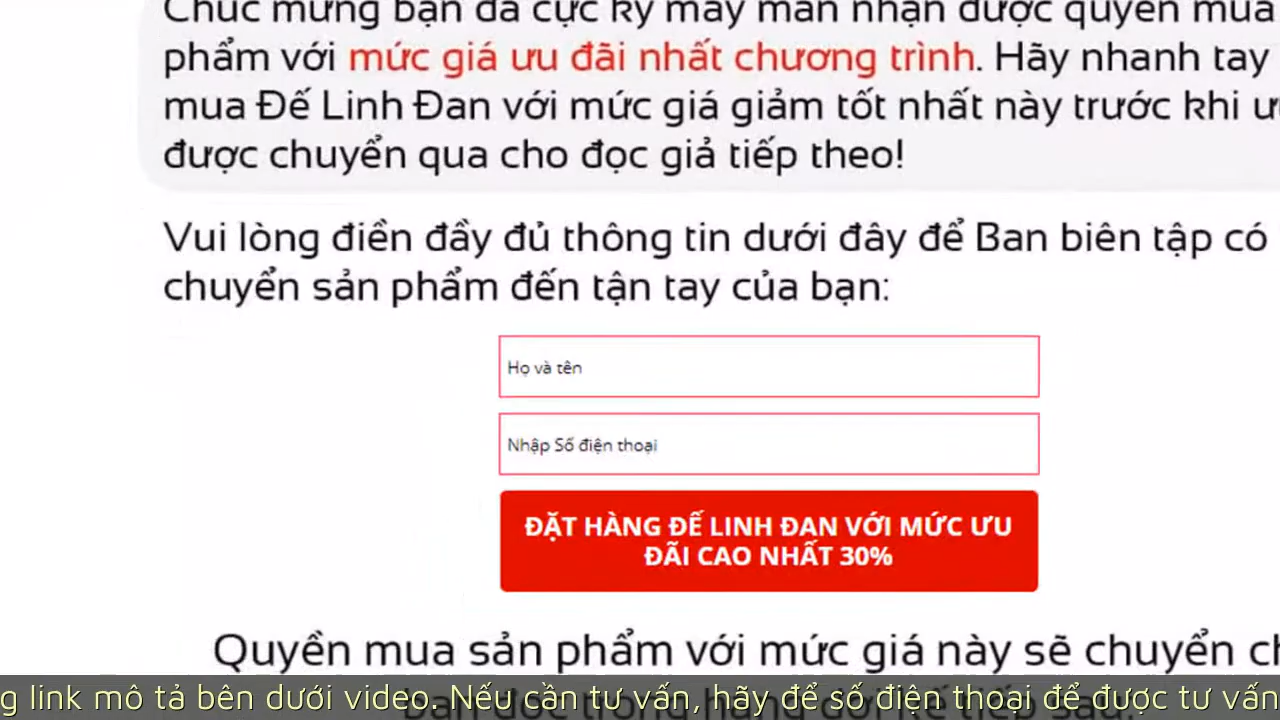 Chúc mừng bạn đã cực kỳ may mắn nhận được quyền mua
phẩm với mức giá ưu đãi nhất chương trình. Hãy nhanh tay
mua Đế Linh Đan với mức giá giảm tốt nhất này trước khi
được chuyển qua cho đọc giả tiếp theo!
Vui lòng điền đầy đủ thông tin dưới đây để Ban biên tập có
chuyển sản phẩm đến tận tay của bạn:
Họ và tên
Nhập Số điện thoại
ĐẶT HÀNG ĐẾ LINH ĐAN VỚI MỨC ƯU
ĐÃI CAO NHẤT 30%
Quyền mua sản phẩm với mức giá này sẽ chuyển
link mô tả bên dưới video. Nếu cần tư vấn, hãy để số điện thoại để được tư vấn